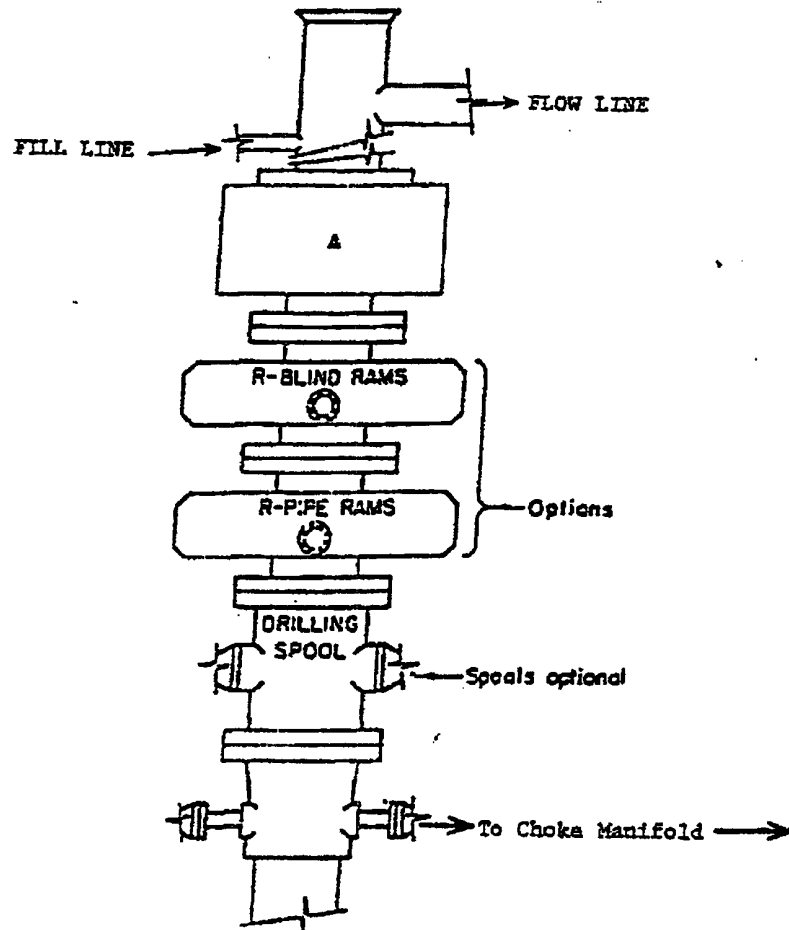 FLOW LINE
FILL LINE
A
R-BLIND RAMS
R-PIPE RAMS
Options
DRILLING
SPOOL
Spools optional
To Choke Manifold